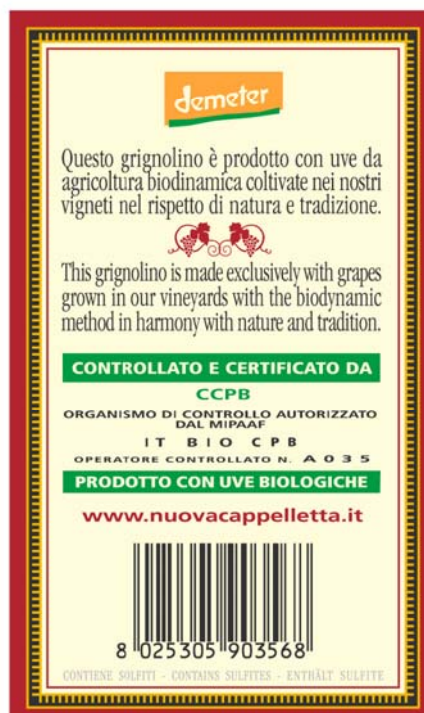 demeter
Questo grignolino è prodotto con uve da
agricoltura biodinamica coltivate nei nostri
vigneti nel rispetto di natura e tradizione.
This grignolino is made exclusively with grapes
grown in our vineyards with the biodynamic
method in harmony with nature and tradition.
CONTROLLATO E CERTIFICATO DA
CCPB
ORGANISMO DI CONTROLLO AUTORIZZATO
DAL MIPAAF
IT BIO CPB
OPERATORE CONTROLLATO N. A035
PRODOTTO CON UVE BIOLOGICHE
www.nuovacappelletta.it
8 025305 903568
CONTIENE SOLFITI - CONTAINS SULFITES - ENTHÄLT SULFITE